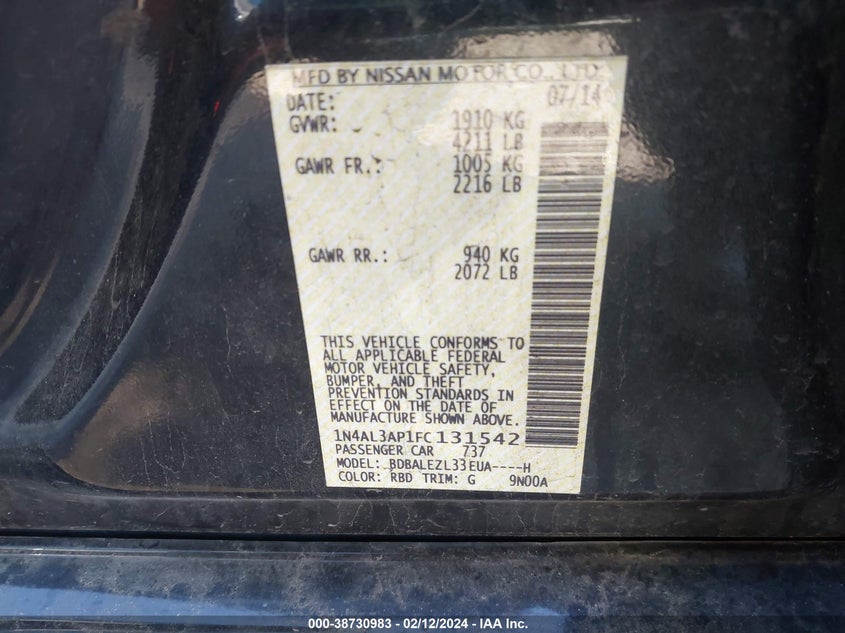 MFD BY NISSAN MOTOR CO., LTD.
DATE: 07/14
GVWR: 1910 KG
4211 LB
GAWR FR.: 1005 KG
2216 LB
GAWR RR.: 940 KG
2072 LB
THIS VEHICLE CONFORMS TO
ALL APPLICABLE FEDERAL
MOTOR VEHICLE SAFETY,
BUMPER, AND THEFT
PREVENTION STANDARDS IN
EFFECT ON THE DATE OF
MANUFACTURE SHOWN ABOVE.
1N4AL3AP1FC131542
PASSENGER CAR 737
MODEL: BDBALEZL33EUA----H
COLOR: RBD TRIM: G 9N00A
000-38730983 - 02/12/2024 - IAA Inc.